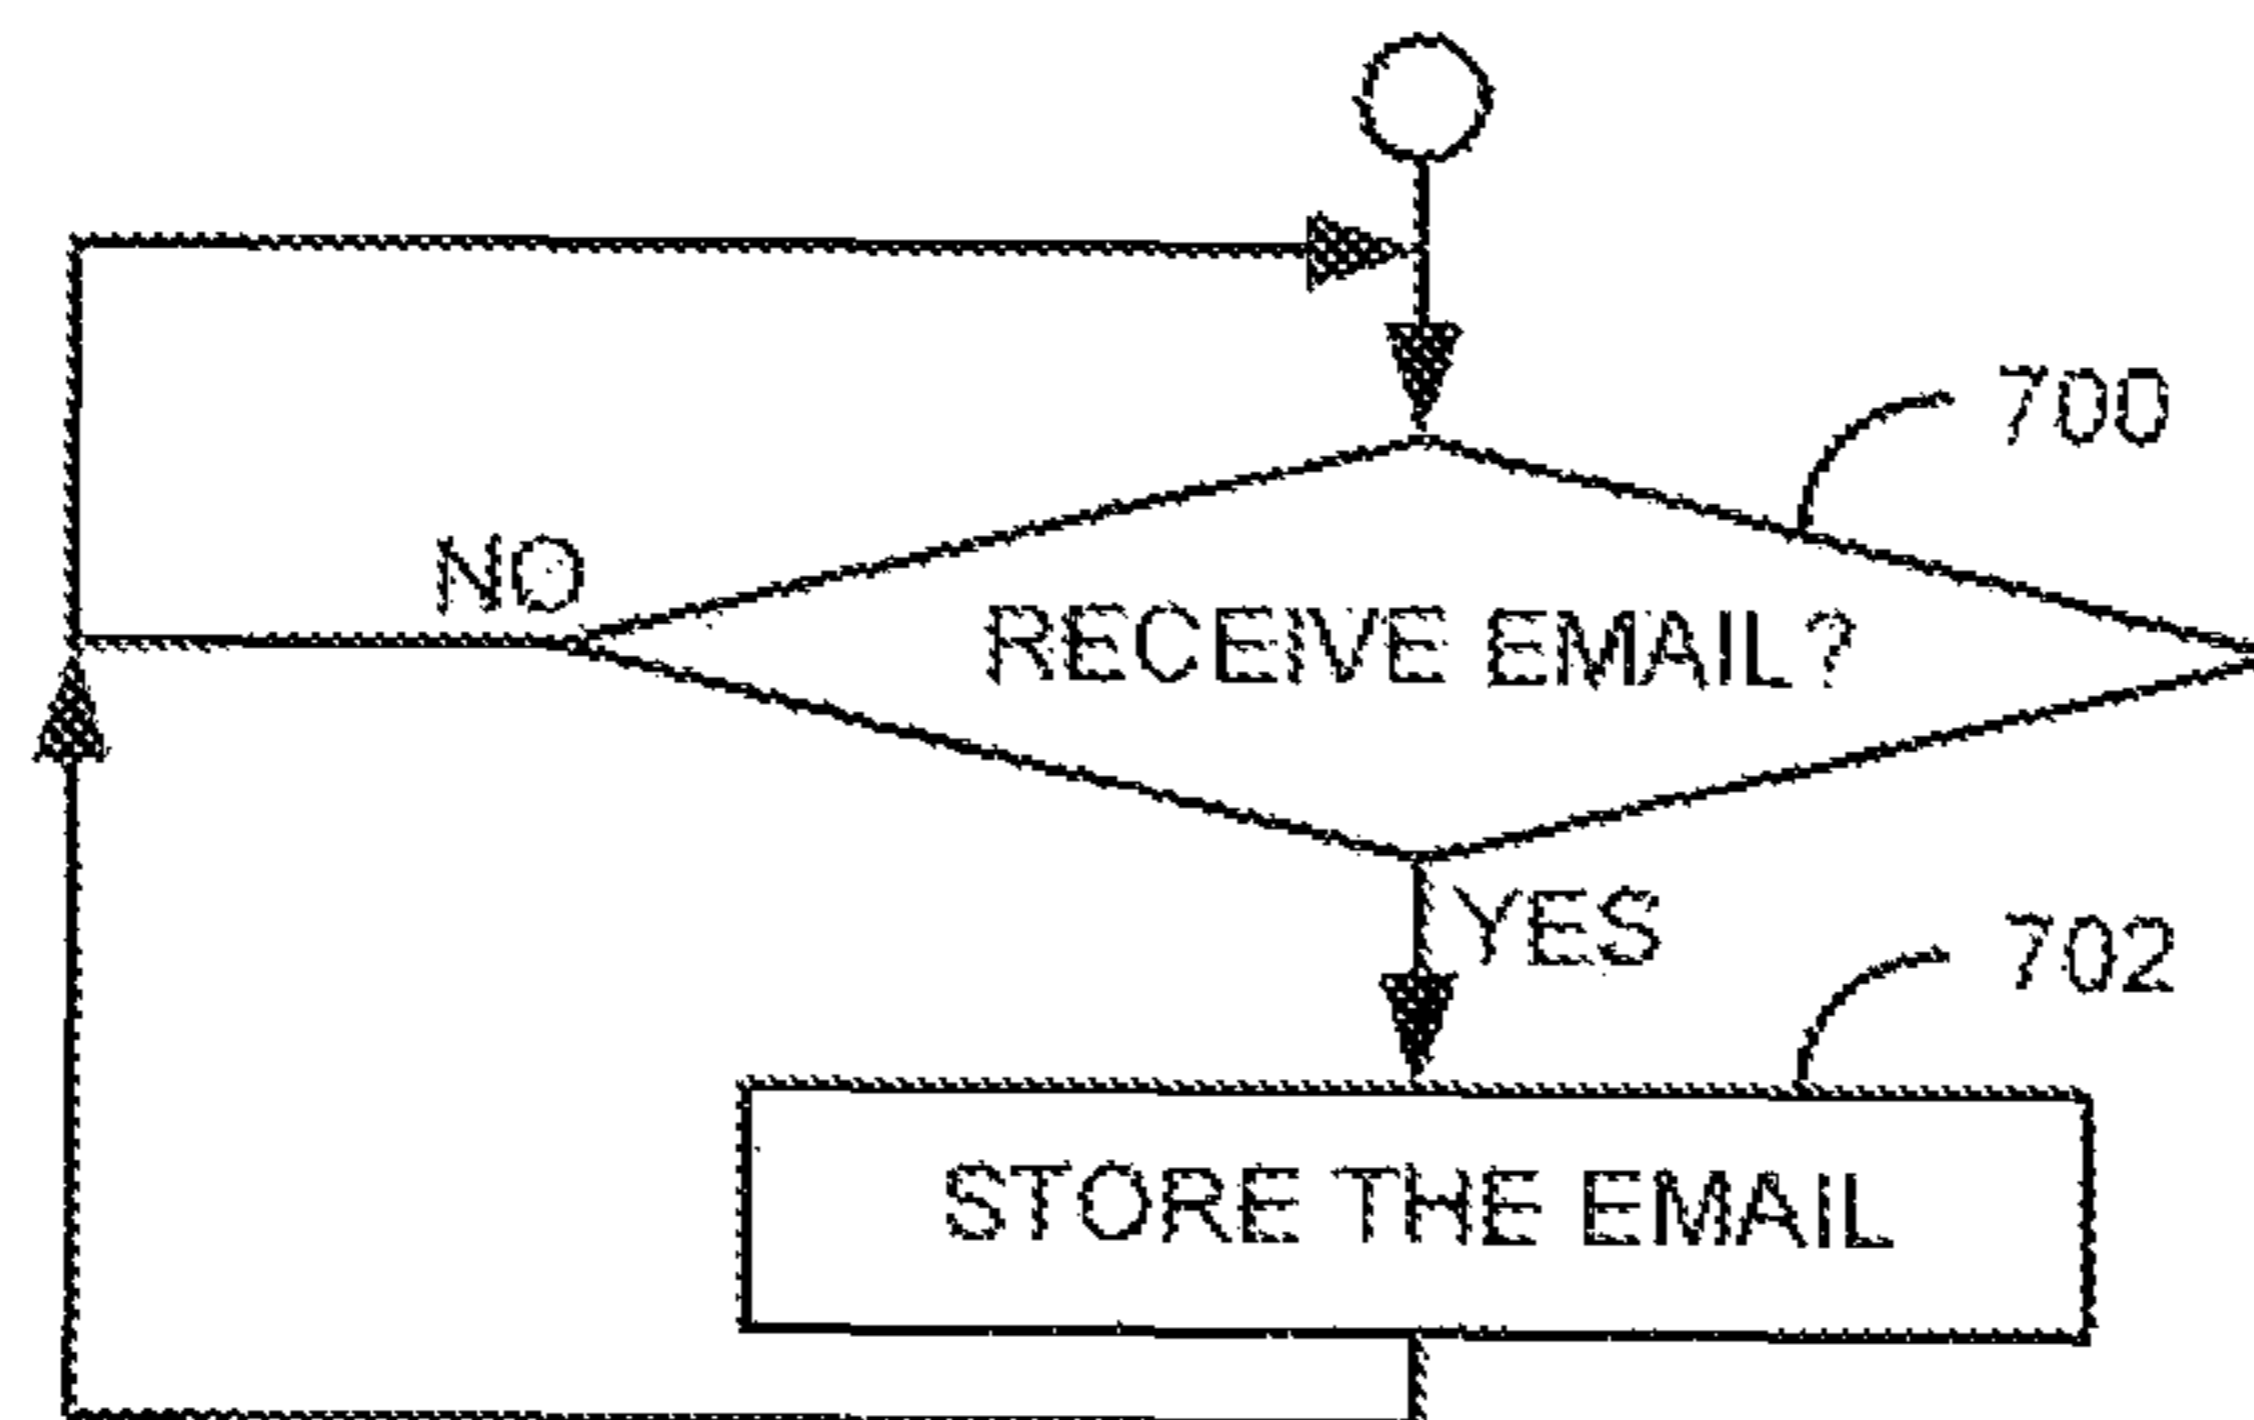 700
NO
RECEIVE EMAIL?
YES
702
STORE THE EMAIL